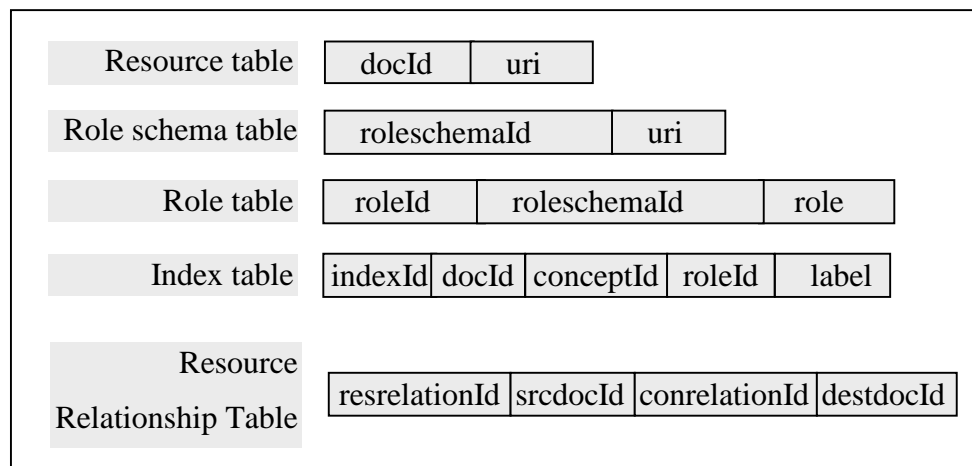 Resource table docId uri
Role schema table roleschemaId uri
Role table roleId roleschemaId role
Index table indexId docId conceptId roleId label
Resource
Relationship Table resrelationId srcdocId conrelationId destdocId